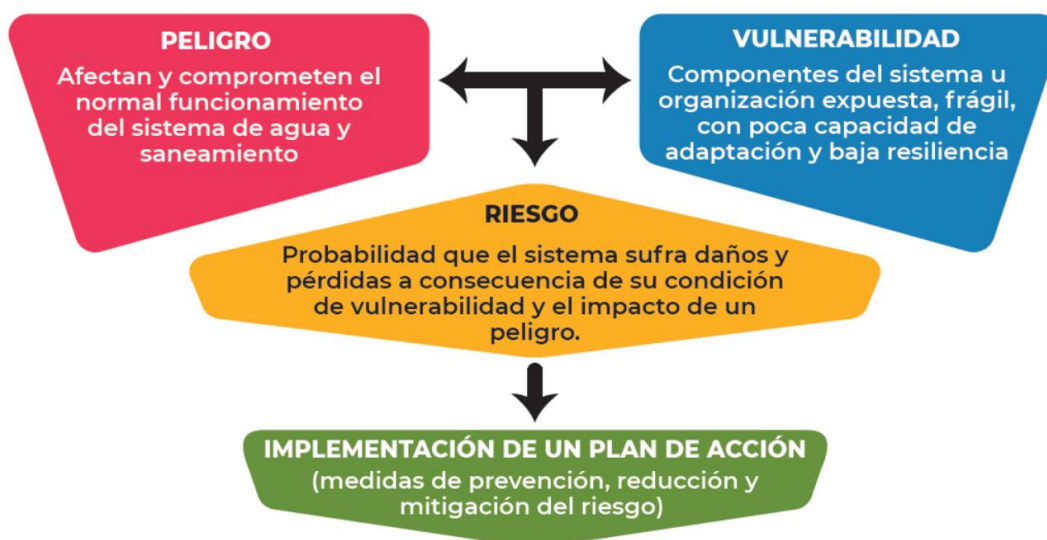 PELIGRO
Afectan y comprometen el
normal funcionamiento
del sistema de agua y
saneamiento
VULNERABILIDAD
Componentes del sistema u
organización expuesta, frágil,
con poca capacidad de
adaptación y baja resiliencia
RIESGO
Probabilidad que el sistema sufra daños y
pérdidas a consecuencia de su condición
de vulnerabilidad y el impacto de un
peligro.
IMPLEMENTACIÓN DE UN PLAN DE ACCIÓN
(medidas de prevención, reducción y
mitigación del riesgo)